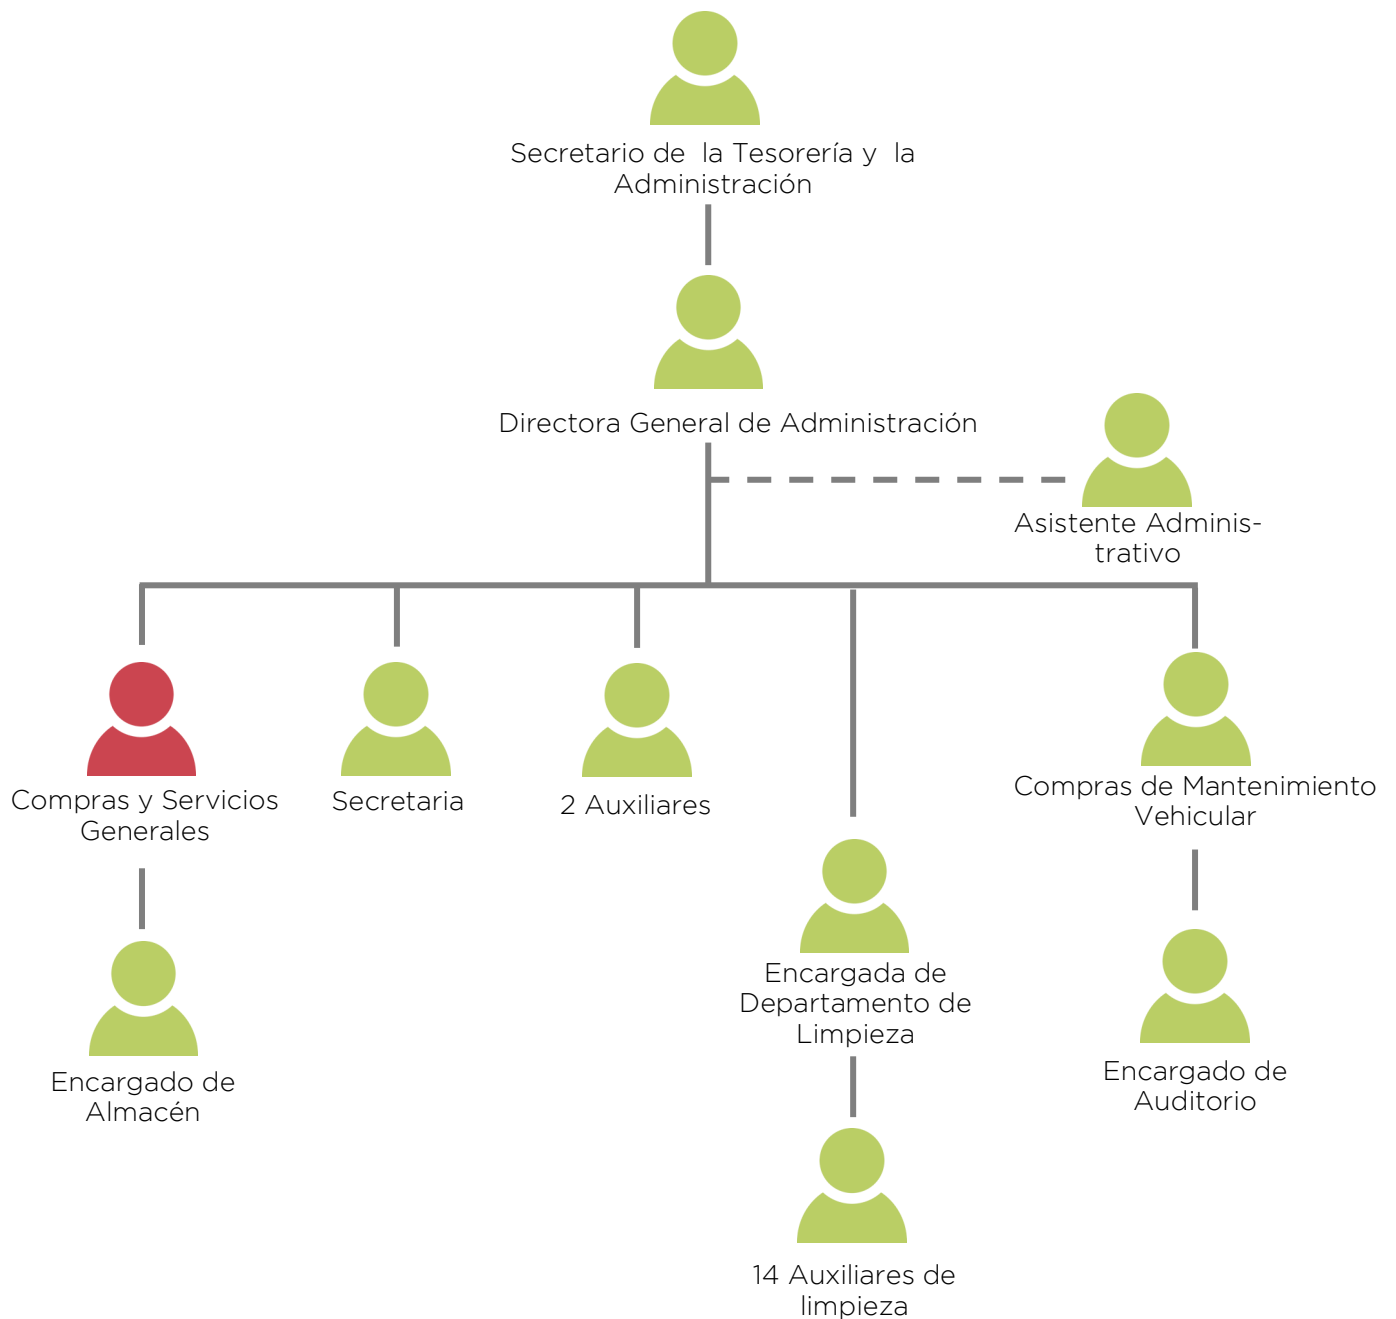 Secretario de  la Tesorería y  la
Administración
Directora General de Administración
Asistente Adminis-
trativo
Compras y Servicios
Generales
Secretaria
2 Auxiliares
Compras de Mantenimiento
Vehicular
Encargada de
Departamento de
Limpieza
Encargado de
Almacén
Encargado de
Auditorio
14 Auxiliares de
limpieza